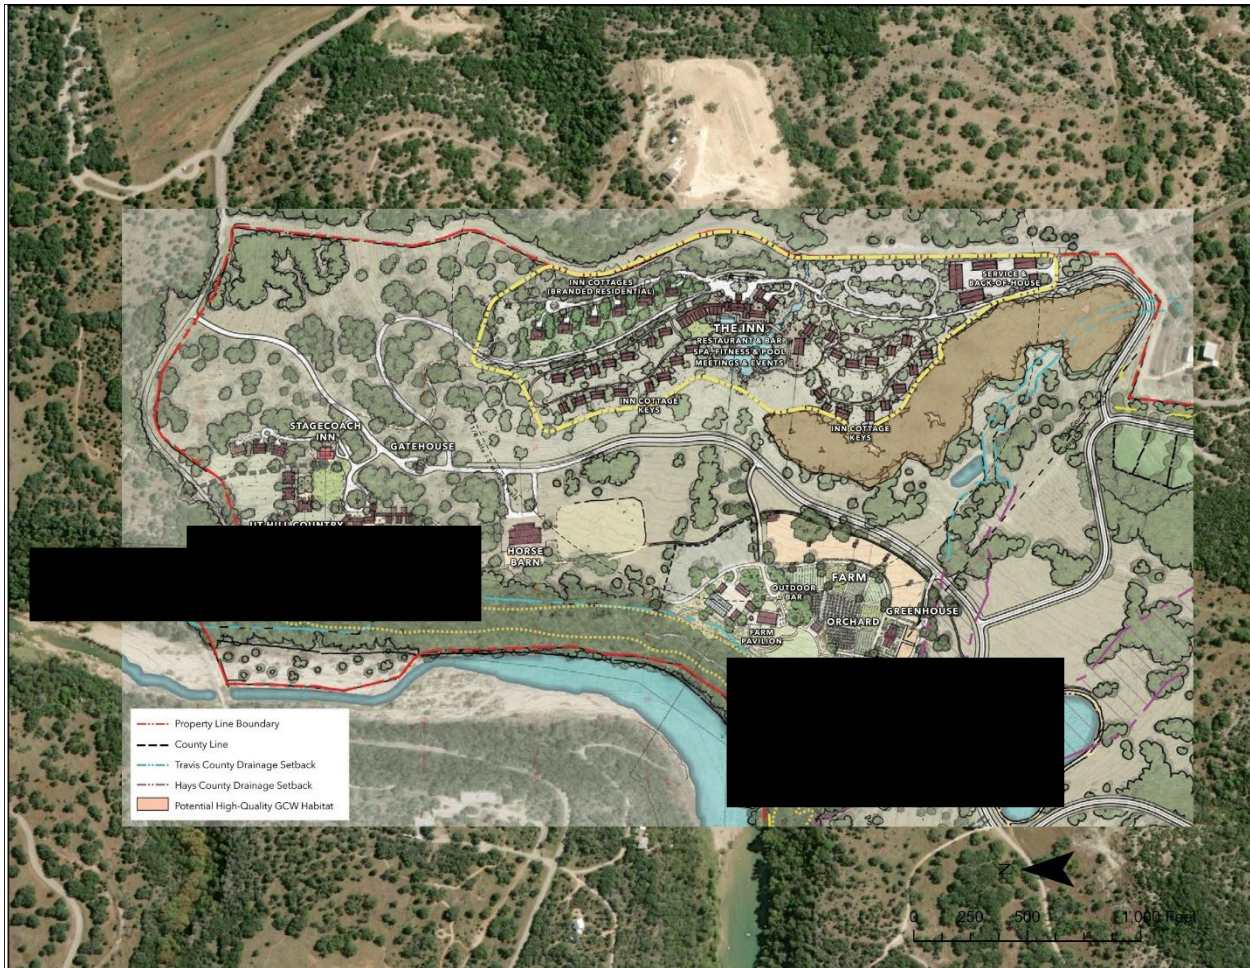 INN COTTAGES
(BRANDED RESIDENTIAL)
SERVICE &
BACK-OF-HOUSE
THE INN
RESTAURANT & BAR
SPA, FITNESS & POOL
MEETINGS & EVENTS
INN COTTAGE
KEYS
INN COTTAGE
KEYS
STAGECOACH
INN
GATEHOUSE
UT HILL COUNTRY
HORSE
BARN
FARM
OUTDOOR
BAR
GREENHOUSE
ORCHARD
FARM
PAVILION
Property Line Boundary
County Line
Travis County Drainage Setback
Hays County Drainage Setback
Potential High-Quality GCW Habitat
N
0 250 500 1,000 Feet